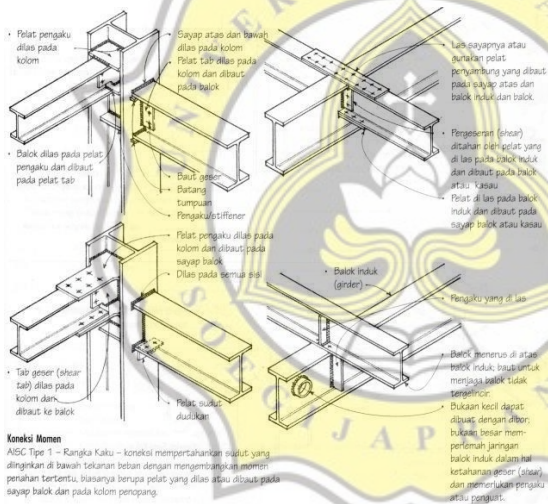 • Pelat pengaku
dilas pada
kolom
• Balok dilas pada pelat
pengaku dan dibaut
pada pelat tab
Sayap atas dan bawah
dilas pada kolom
Pelat tab dilas pada
kolom dan dibaut
pada balok
Baut geser
Batang
tumpuan
Pengaku/stiffener
• Las sayapnya atau
gunakan pelat
penyambung yang dibaut
pada sayap atas dan
balok induk dan balok.
• Pergeseran (shear)
ditahan oleh pelat yang
di las pada balok induk
dan dibaut pada balok
atau kasau
• Pelat di las pada balok
induk dan dibaut pada
sayap balok atau kasau
• Pelat pengaku dilas pada
kolom dan dibaut pada
sayap balok
• Dilas pada semua sisi
• Tab geser (shear
tab) dilas pada
kolom dan
dibaut ke balok
• Pelat sudut
dudukan
• Balok Induk
(girder)
Pengaku yang di las
• Balok menerus di atas
balok induk; baut untuk
menjaga balok tidak
tergelincir.
• Bukaan kecil dapat
dibuat dengan dibor;
bukaan besar mem-
perlemah jaringan
balok induk dalam hal
ketahanan geser (shear)
dan memerlukan pengaku
atau penguat.
Koneksi Momen
AISC Tipe 1 – Rangka Kaku – koneksi mempertahankan sudut yang
diinginkan di bawah tekanan beban dengan mengembangkan momen
penahan tertentu, biasanya berupa pelat yang dilas atau dibaut pada
sayap balok dan pada kolom penopang.
SOEGIJAPRA